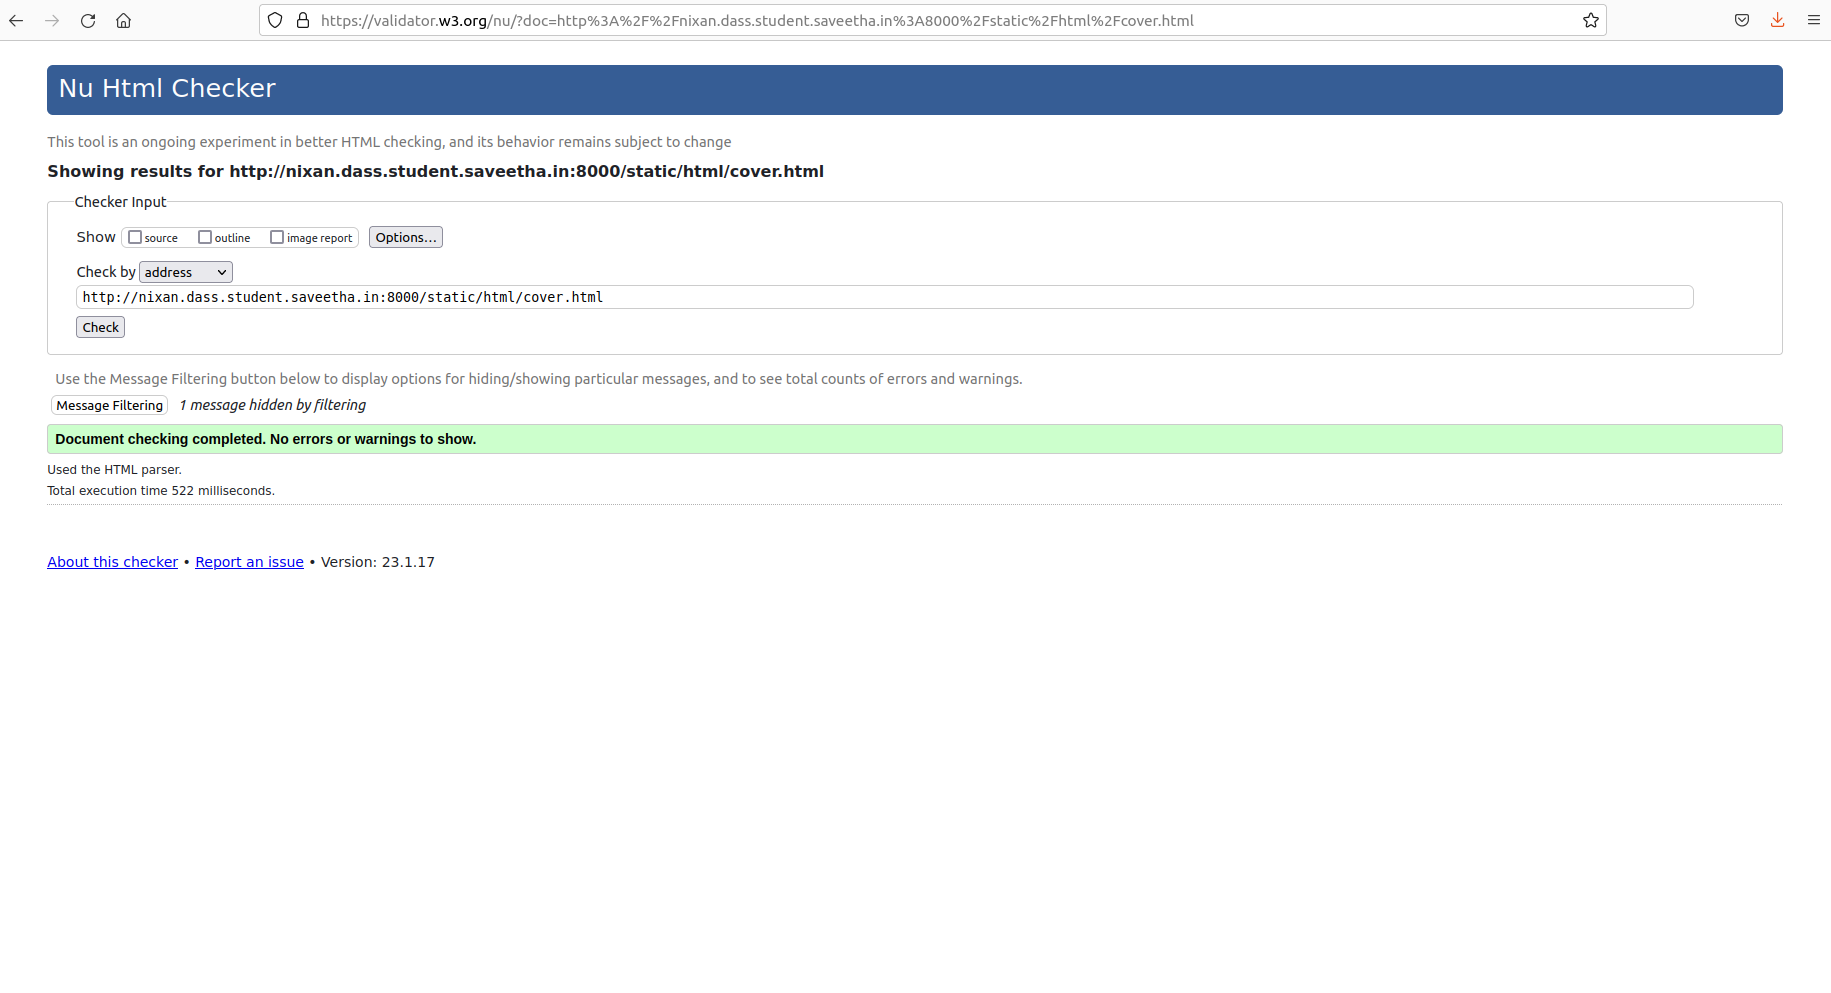 https://validator.w3.org/nu/?doc=http%3A%2F%2Fnixan.dass.student.saveetha.in%3A8000%2Fstatic%2Fhtml%2Fcover.html
Nu Html Checker
This tool is an ongoing experiment in better HTML checking, and its behavior remains subject to change
Showing results for http://nixan.dass.student.saveetha.in:8000/static/html/cover.html
Checker Input
Show source outline image report Options...
Check by address
http://nixan.dass.student.saveetha.in:8000/static/html/cover.html
Check
Use the Message Filtering button below to display options for hiding/showing particular messages, and to see total counts of errors and warnings.
Message Filtering 1 message hidden by filtering
Document checking completed. No errors or warnings to show.
Used the HTML parser.
Total execution time 522 milliseconds.
About this checker • Report an issue • Version: 23.1.17